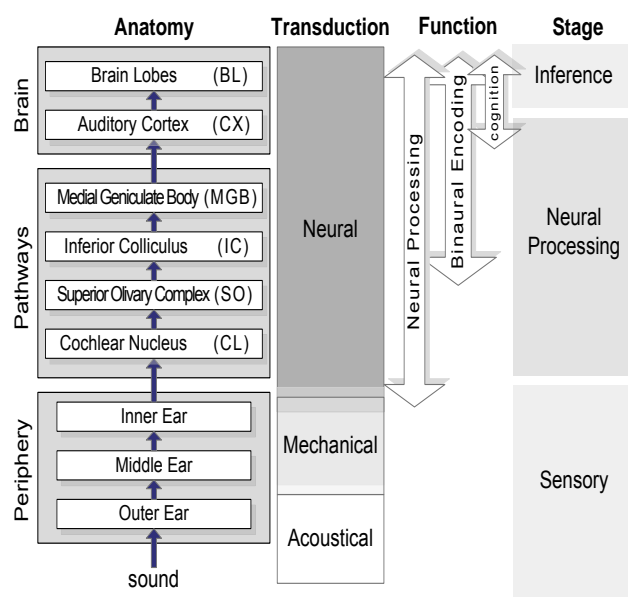 Anatomy Transduction Function Stage
Brain
Brain Lobes (BL)
Auditory Cortex (CX)
Pathways
Medial Geniculate Body (MGB)
Inferior Colliculus (IC)
Superior Olivary Complex (SO)
Cochlear Nucleus (CL)
Periphery
Inner Ear
Middle Ear
Outer Ear
sound
Neural
Mechanical
Acoustical
Neural Processing
Binaural Encoding
cognition
Inference
Neural
Processing
Sensory